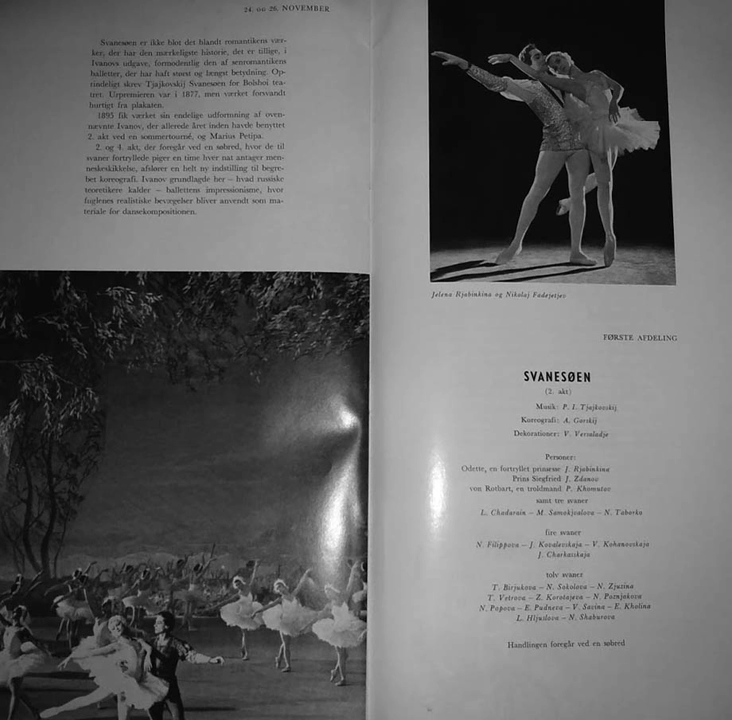 24. OG 26. NOVEMBER
Svanesøen er ikke blot det blandt romantikens vær-
ker, der har den mærkeligste historie, det er tillige, i
Ivanovs udgave, formodentlig den af senromantikens
balletter, der har haft størst og længst betydning. Op-
rindeligt skrev Tjajkovskij Svanesøen for Bolshoi tea-
tret. Urpremieren var i 1877, men værket forsvandt
hurtigt fra plakaten.
1895 fik værket sin endelige udformning af oven-
nævnte Ivanov, der allerede året inden havde benyttet
2. akt ved en sommertourné, og Marius Petipa.
2. og 4. akt, der foregår ved en søbred, hvor de til
svaner fortryllede piger en time hver nat antager men-
neskeskikkelse, afslører en helt ny indstilling til begre-
bet koreografi. Ivanov grundlagde her – hvad russiske
teoretikere kalder – ballettens impressionisme, hvor
fuglenes realistiske bevægelser bliver anvendt som ma-
teriale for dansekompositionen.
Jelena Rjabinkina og Nikolaj Fadejetjev
FØRSTE AFDELING
SVANESØEN
(2. akt)
Musik: P. I. Tjajkovskij
Koreografi: A. Gorskij
Dekorationer: V. Versaladje
Personer:
Odette, en fortryllet prinsesse J. Rjabinkina
Prins Siegfried J. Zdanov
von Rotbart, en troldmand P. Khomutov
samt tre svaner
L. Chadarain – M. Samokjvalova – N. Taborko
fire svaner
N. Filippova – J. Kovalevskaja – V. Kohanovskaja
J. Charkasskaja
tolv svaner
T. Birjukova – N. Sokolova – N. Zjuzina
T. Vetrova – Z. Korotajeva – N. Poznjakova
N. Popova – E. Pudneva – V. Savina – E. Kholina
L. Iljuslova – N. Shaburova
Handlingen foregår ved en søbred